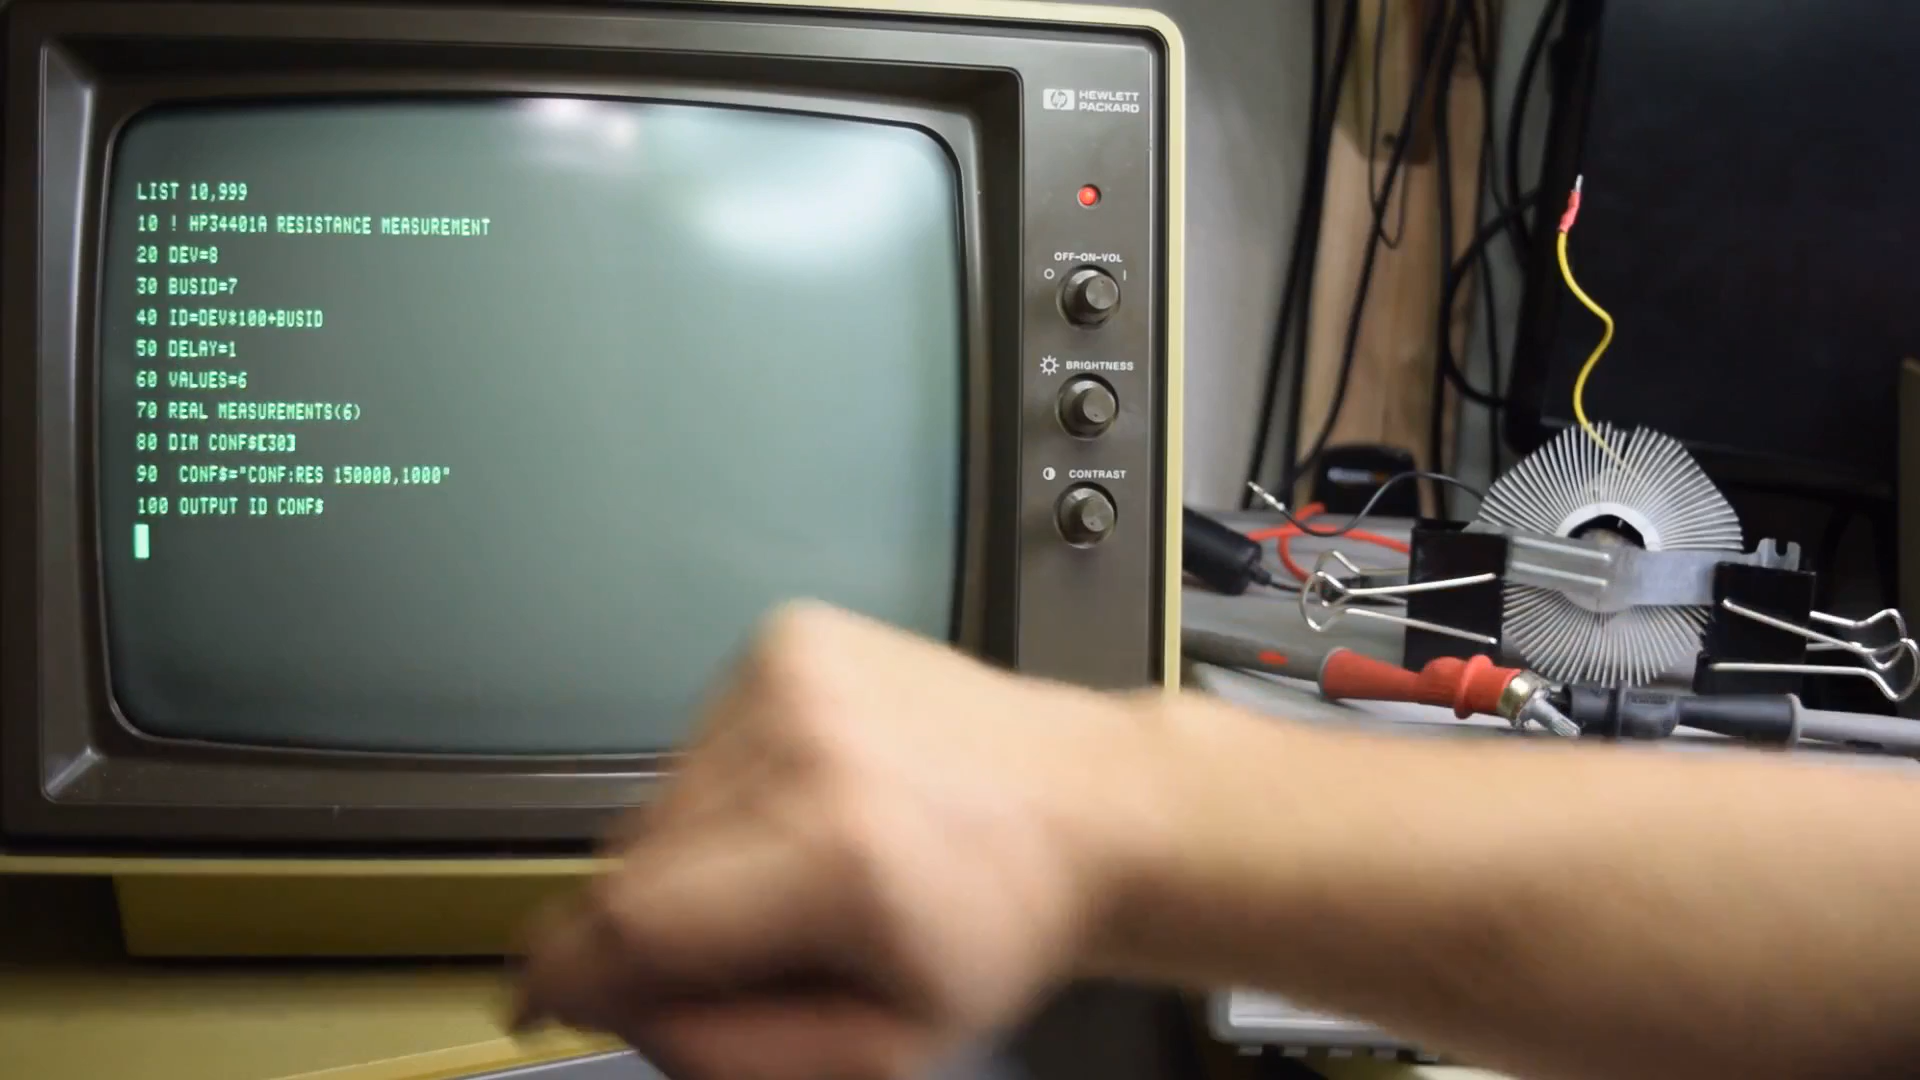 LIST 10,999
10 ! HP34401A RESISTANCE MEASUREMENT
20 DEV=8
30 BUSID=7
40 ID=DEV*100+BUSID
50 DELAY=1
60 VALUES=6
70 REAL MEASUREMENTS(6)
80 DIM CONF$[30]
90  CONF$="CONF:RES 150000,1000"
100 OUTPUT ID CONF$
hp HEWLETT
PACKARD
OFF-ON-VOL
BRIGHTNESS
CONTRAST